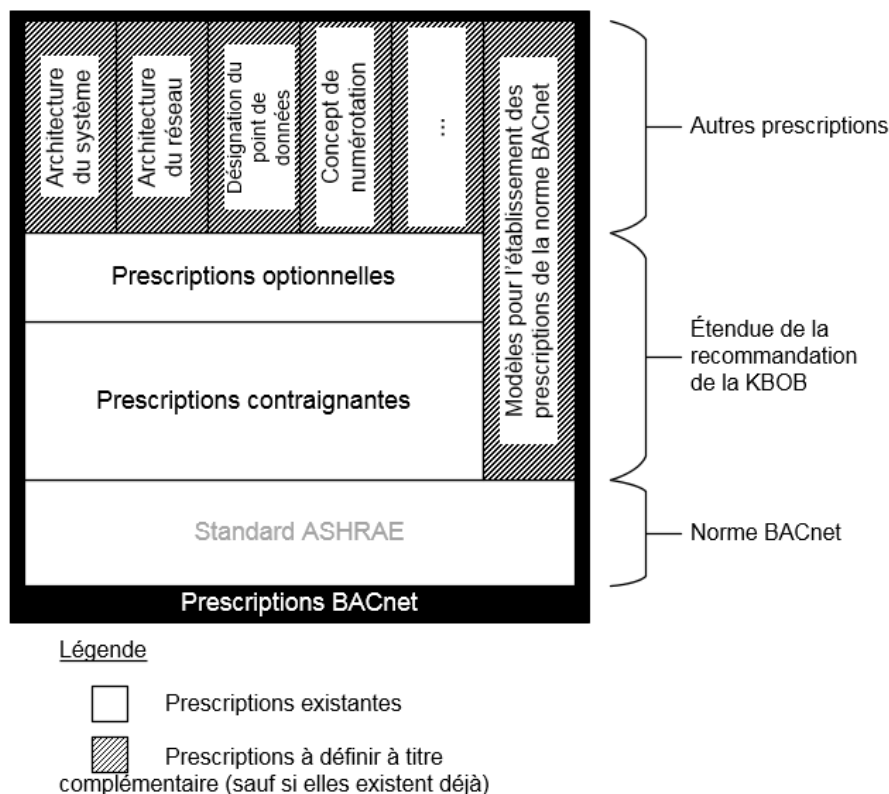 Architecture
du système
Architecture
du réseau
Désignation du
point de
données
Concept de
numérotation
...
Modèles pour l'établissement des
prescriptions de la norme BACnet
Autres prescriptions
Prescriptions optionnelles
Prescriptions contraignantes
Étendue de la
recommandation
de la KBOB
Standard ASHRAE
Norme BACnet
Prescriptions BACnet
Légende
Prescriptions existantes
Prescriptions à définir à titre
complémentaire (sauf si elles existent déjà)